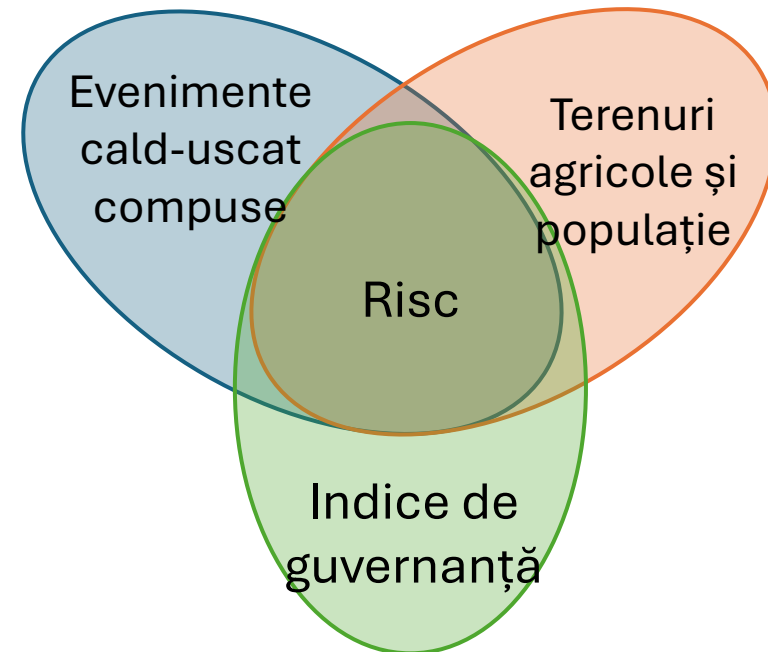 Evenimente
cald-uscat
compuse
Terenuri
agricole și
populație
Risc
Indice de
guvernanță